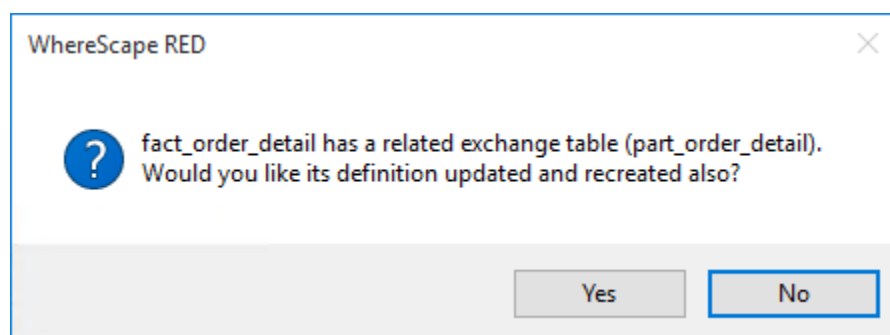 WhereScape RED
fact_order_detail has a related exchange table (part_order_detail).
Would you like its definition updated and recreated also?
Yes
No